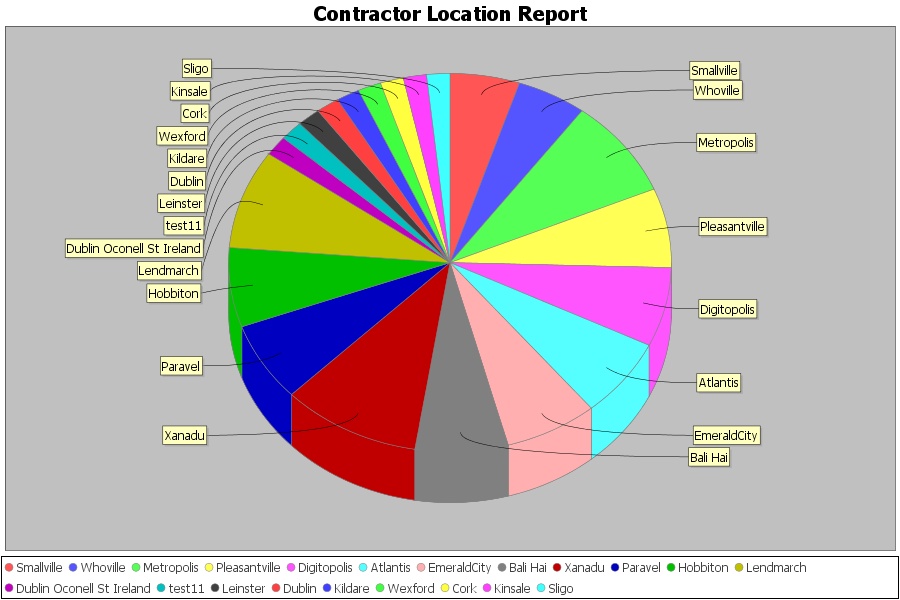 Contractor Location Report
Sligo
Kinsale
Cork
Wexford
Kildare
Dublin
Leinster
test11
Dublin Oconell St Ireland
Lendmarch
Hobbiton
Paravel
Xanadu
Smallville
Whoville
Metropolis
Pleasantville
Digitopolis
Atlantis
EmeraldCity
Bali Hai
Smallville Whoville Metropolis Pleasantville Digitopolis Atlantis EmeraldCity Bali Hai Xanadu Paravel Hobbiton Lendmarch
Dublin Oconell St Ireland test11 Leinster Dublin Kildare Wexford Cork Kinsale Sligo